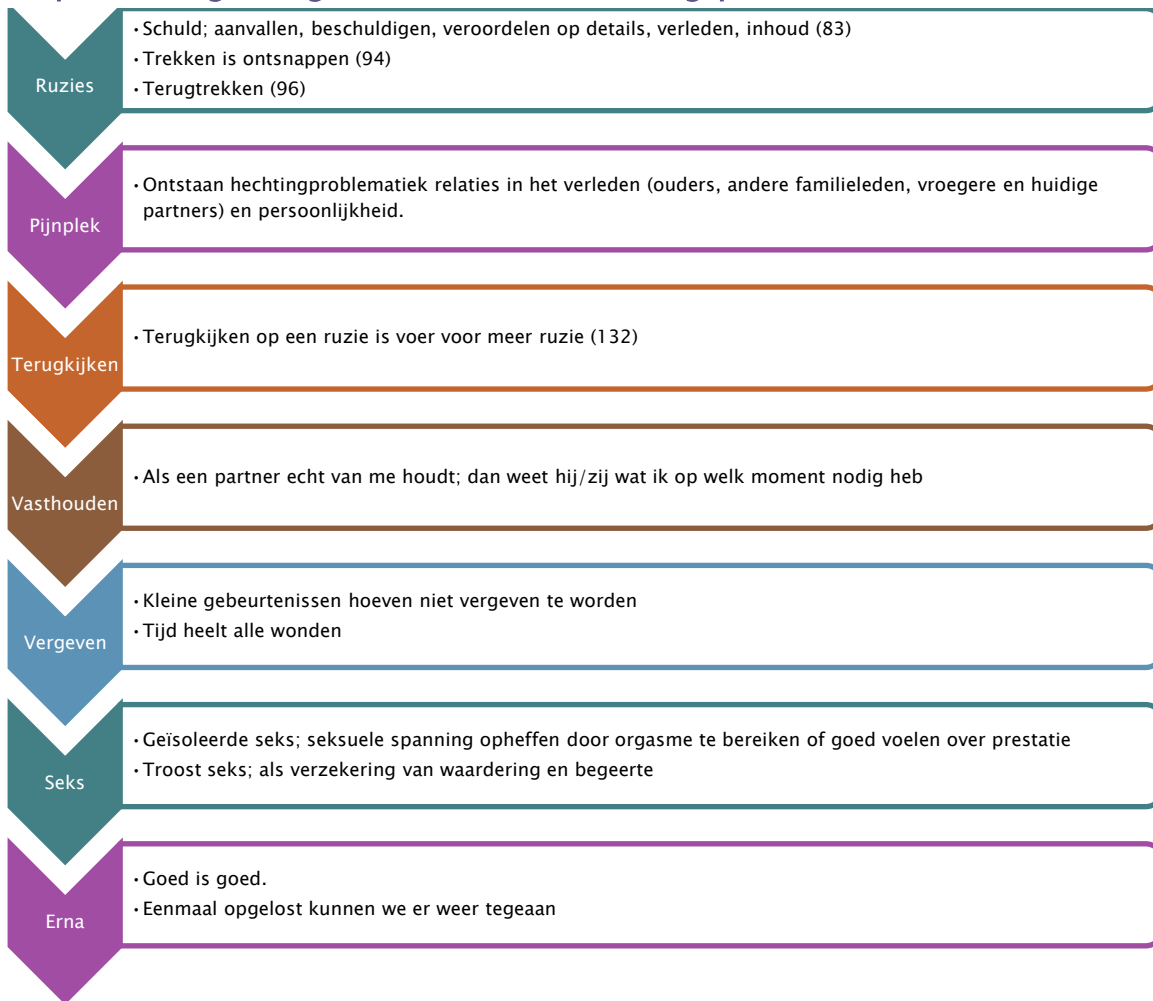 Ruzies
· Schuld; aanvallen, beschuldigen, veroordelen op details, verleden, inhoud (83)
· Trekken is ontsnappen (94)
· Terugtrekken (96)
Pijnplek
· Ontstaan hechtingproblematiek relaties in het verleden (ouders, andere familieleden, vroegere en huidige
partners) en persoonlijkheid.
Terugkijken
· Terugkijken op een ruzie is voer voor meer ruzie (132)
Vasthouden
· Als een partner echt van me houdt; dan weet hij/zij wat ik op welk moment nodig heb
Vergeven
· Kleine gebeurtenissen hoeven niet vergeven te worden
· Tijd heelt alle wonden
Seks
· Geïsoleerde seks; seksuele spanning opheffen door orgasme te bereiken of goed voelen over prestatie
· Troost seks; als verzekering van waardering en begeerte
Erna
· Goed is goed.
· Eenmaal opgelost kunnen we er weer tegeaan